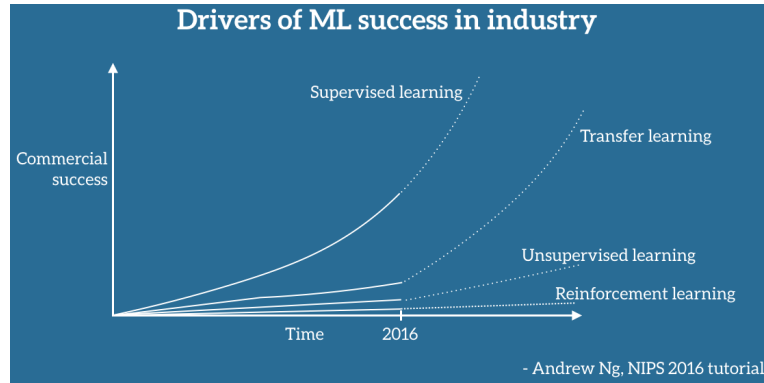 Drivers of ML success in industry
Supervised learning
Transfer learning
Commercial
success
Unsupervised learning
Reinforcement learning
Time
2016
- Andrew Ng, NIPS 2016 tutorial